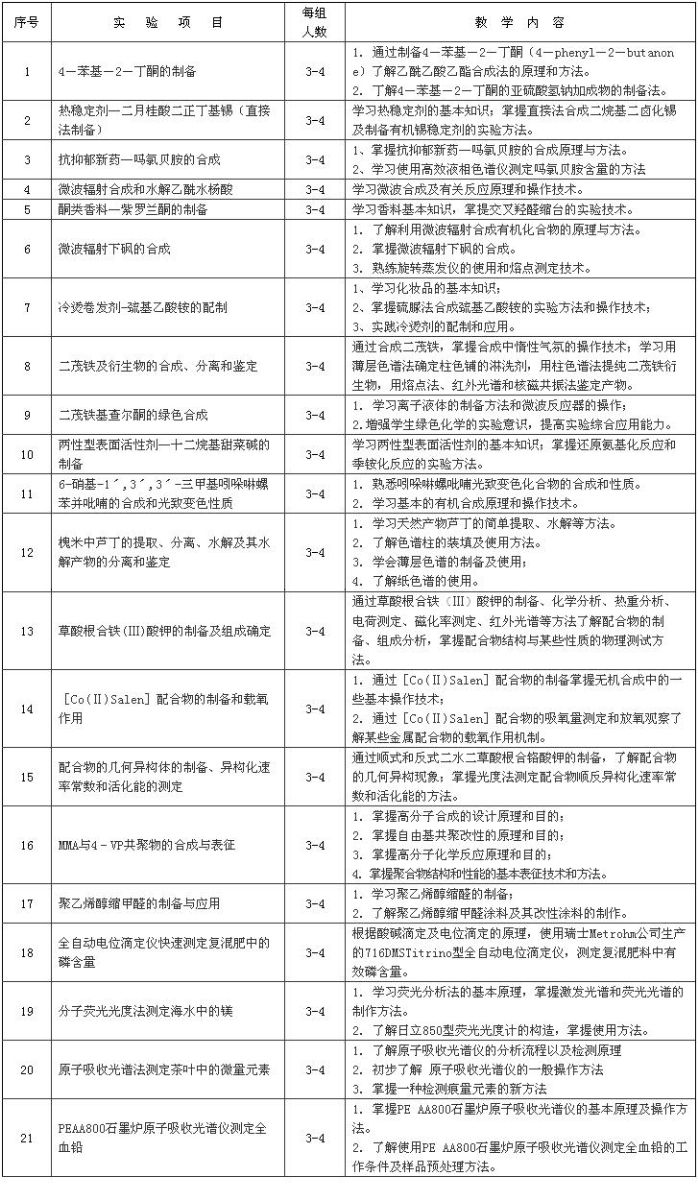 序号 实 验 项 目 每组人数 教 学 内 容
1 4—苯基—2—丁酮的制备 3-4 1. 通过制备4—苯基—2—丁酮（4—phenyl—2—butanon
e）了解乙酰乙酸乙酯合成法的原理和方法。
2. 了解4—苯基—2—丁酮的亚硫酸氢钠加成物的制备法。
2 热稳定剂—二月桂酸二正丁基锡（直接
法制备） 3-4 学习热稳定剂的基本知识；掌握直接法合成二烷基二卤化锡
及制备有机锡稳定剂的实验方法。
3 抗抑郁新药—吗氯贝胺的合成 3-4 1、掌握抗抑郁新药—吗氯贝胺的合成原理与方法。
2、学习使用高效液相色谱仪测定吗氯贝胺含量的方法
4 微波辐射合成和水解乙酰水杨酸 3-4 学习微波合成及有关反应原理和操作技术。
5 酮类香料—紫罗兰酮的制备 3-4 学习香料基本知识，掌提交叉羟醛缩台的实验技术。
6 微波辐射下砜的合成 3-4 1. 了解利用微波辐射合成有机化合物的原理与方法。
2. 掌握微波辐射下砜的合成。
3. 熟练旋转蒸发仪的使用和熔点测定技术。
7 冷烫卷发剂-巯基乙酸铵的配制 3-4 1、学习化妆品的基本知识；
2、掌握硫脲法合成巯基乙酸铵的实验方法和操作技术；
3、实践冷烫剂的配制和应用。
8 二茂铁及衍生物的合成、分离和鉴定 3-4 通过合成二茂铁，掌握合成中惰性气氛的操作技术；学习用
薄层色谱法确定柱色铺的淋洗剂，用柱色谱法提纯二茂铁衍
生物，用熔点法、红外光谱和核磁共振法鉴定产物。
9 二茂铁基查尔酮的绿色合成 3-4 1. 学习离子液体的制备方法和微波反应器的操作；
2.增强学生绿色化学的实验意识，提高实验综合应用能力。
10 两性型表面活性剂—十二烷基甜菜碱的
制备 3-4 学习两性型表面活性剂的基本知识；掌握还原氨基化反应和
季铵化反应的实验方法。
11 6-硝基-1′,3′,3′-三甲基吲哚啉螺
苯并吡喃的合成和光致变色性质 3-4 1. 熟悉吲哚啉螺吡喃光致变色化合物的合成和性质。
2. 学习基本的有机合成原理和操作技术。
12 槐米中芦丁的提取、分离、水解及其水
解产物的分离和鉴定 3-4 1. 学习天然产物芦丁的简单提取、水解等方法。
2. 了解色谱柱的装填及使用方法。
3. 学会薄层色谱的制备及使用；
4. 了解纸色谱的使用。
13 草酸根合铁(Ⅲ)酸钾的制备及组成确定 3-4 通过草酸根合铁（Ⅲ）酸钾的制备、化学分析、热重分析、
电荷测定、磁化率测定、红外光谱等方法了解配合物的制
备、组成分析，掌握配合物结构与某些性质的物理测试方
法。
14 ［Co(Ⅱ)Salen］配合物的制备和载氧
作用 3-4 1. 通过［Co(Ⅱ)Salen］配合物的制备掌握无机合成中的一
些基本操作技术；
2. 通过［Co(Ⅱ)Salen］配合物的吸氧量测定和放氧观察了
解某些金属配合物的载氧作用机制。
15 配合物的几何异构体的制备、异构化速
率常数和活化能的测定 3-4 通过顺式和反式二水二草酸根合铬酸钾的制备，了解配合物
的几何异构现象；掌握光度法测定配合物顺反异构化速率常
数和活化能的方法。
16 MMA与4－VP共聚物的合成与表征 3-4 1. 掌握高分子合成的设计原理和目的；
2. 掌握自由基共聚改性的原理和目的；
3. 掌握高分子化学反应原理和目的；
4. 掌握聚合物结构和性能的基本表征技术和方法。
17 聚乙烯醇缩甲醛的制备与应用 3-4 1. 学习聚乙烯醇缩醛的制备；
2. 了解聚乙烯醇缩甲醛涂料及其改性涂料的制作。
18 全自动电位滴定仪快速测定复混肥中的
磷含量 3-4 根据酸碱滴定及电位滴定的原理，使用瑞士Metrohm公司生产
的716DMSTitrino型全自动电位滴定仪，测定复混肥料中有
效磷含量。
19 分子荧光光度法测定海水中的镁 3-4 1. 学习荧光分析法的基本原理，掌握激发光谱和荧光光谱的
制作方法。
2. 了解日立850型荧光光度计的构造，掌握使用方法。
20 原子吸收光谱法测定茶叶中的微量元素 3-4 1. 了解原子吸收光谱仪的分析流程以及检测原理
2. 初步了解 原子吸收光谱仪的一般操作方法
3. 掌握一种检测痕量元素的新方法
21 PEAA800石墨炉原子吸收光谱仪测定全
血铅 3-4 1. 掌握PE AA800石墨炉原子吸收光谱仪的基本原理及操作方
法。
2. 了解使用PE AA800石墨炉原子吸收光谱仪测定全血铅的工
作条件及样品预处理方法。